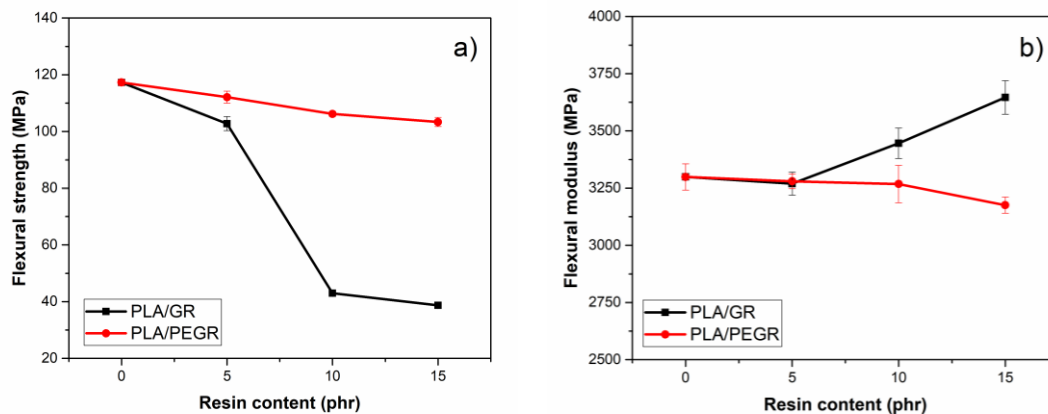 a)
Flexural strength (MPa)
140
120
100
80
60
40
20
PLA/GR
PLA/PEGR
0 5 10 15
Resin content (phr)
b)
Flexural modulus (MPa)
4000
3750
3500
3250
3000
2750
2500
PLA/GR
PLA/PEGR
0 5 10 15
Resin content (phr)